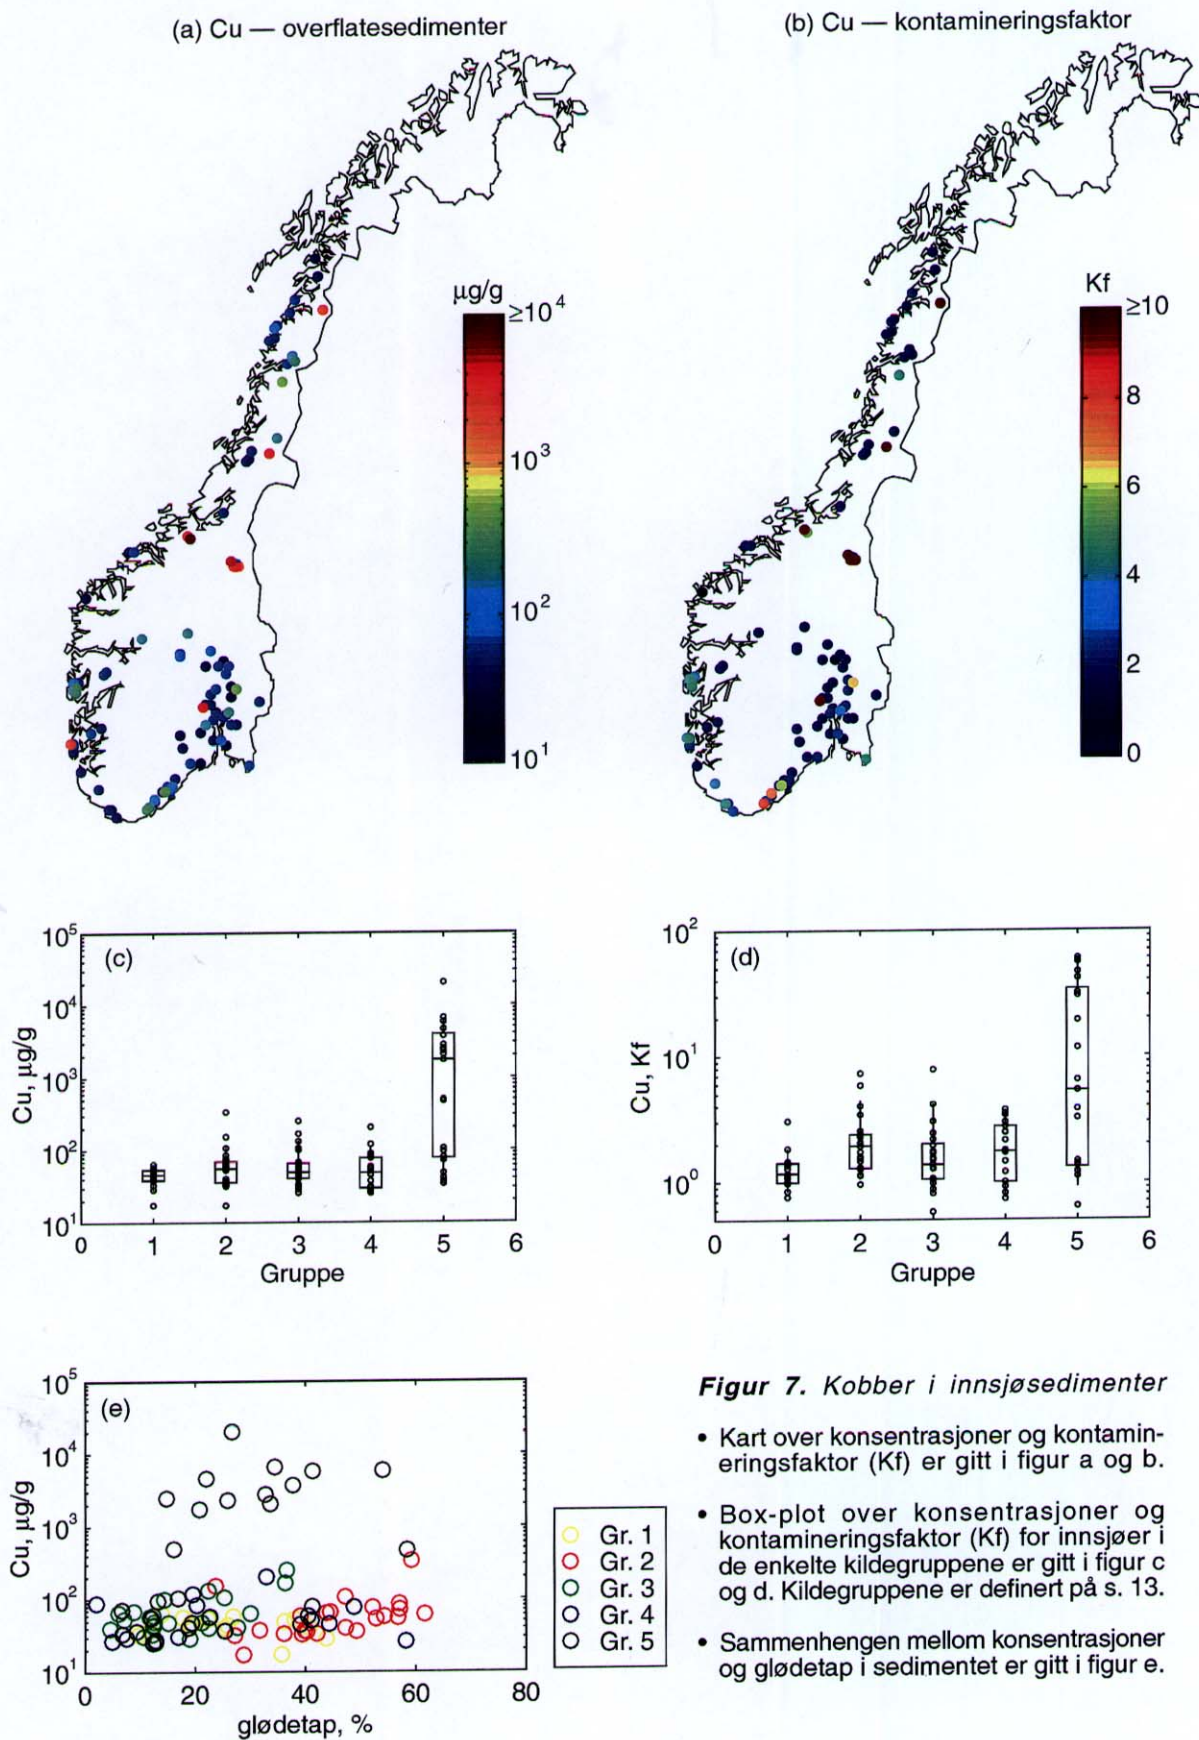 (a) Cu — overflatesedimenter
(b) Cu — kontamineringsfaktor
µg/g
≥10⁴
10³
10²
10¹
Kf
≥10
8
6
4
2
0
(c)
Cu, µg/g
10⁵
10⁴
10³
10²
10¹
0 1 2 3 4 5 6
Gruppe
(d)
Cu, Kf
10²
10¹
10⁰
0 1 2 3 4 5 6
Gruppe
(e)
Cu, µg/g
10⁵
10⁴
10³
10²
10¹
0 20 40 60 80
glødetap, %
Gr. 1
Gr. 2
Gr. 3
Gr. 4
Gr. 5
Figur 7. Kobber i innsjøsedimenter
• Kart over konsentrasjoner og kontamin-
eringsfaktor (Kf) er gitt i figur a og b.
• Box-plot over konsentrasjoner og
kontamineringsfaktor (Kf) for innsjøer i
de enkelte kildegruppene er gitt i figur c
og d. Kildegruppene er definert på s. 13.
• Sammenhengen mellom konsentrasjoner
og glødetap i sedimentet er gitt i figur e.